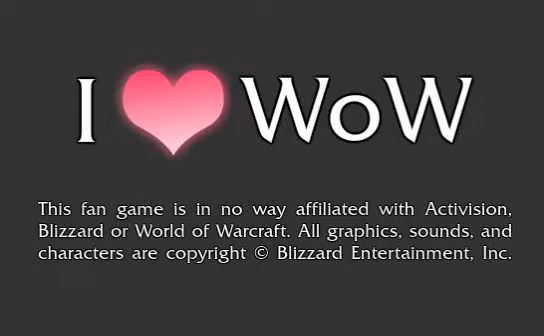 I WoW
This fan game is in no way affiliated with Activision,
Blizzard or World of Warcraft. All graphics, sounds, and
characters are copyright © Blizzard Entertainment, Inc.